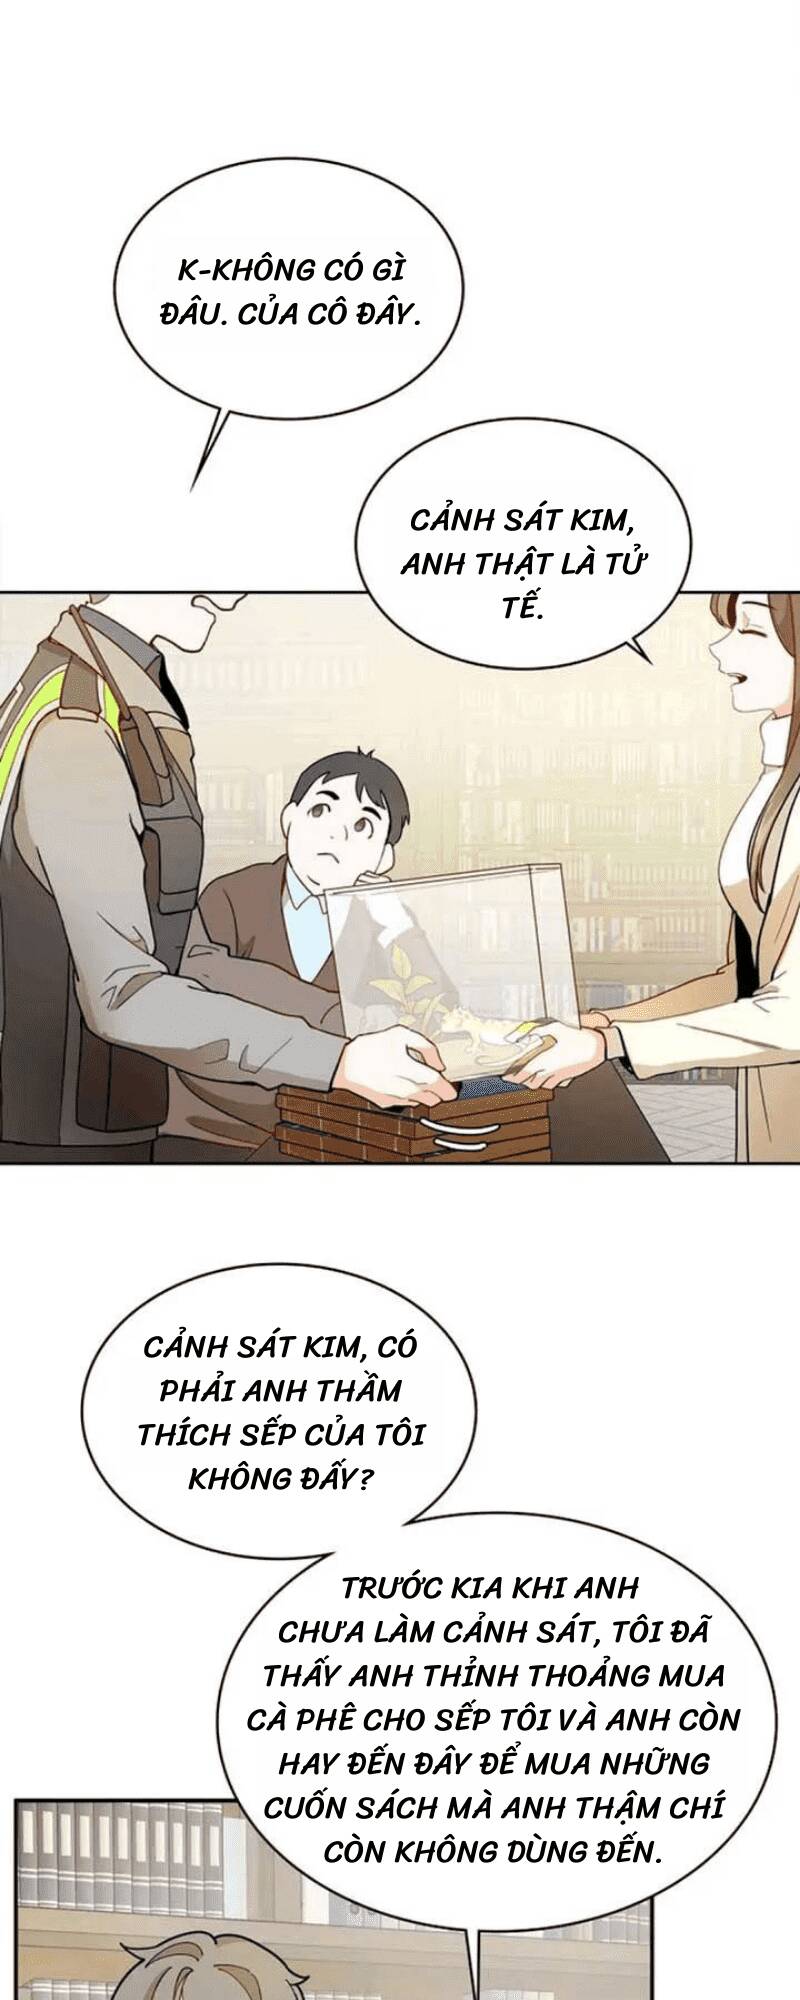 K-KHÔNG CÓ GÌ
ĐÂU. CỦA CÔ ĐÂY.
CẢNH SÁT KIM,
ANH THẬT LÀ TỬ
TẾ.
CẢNH SÁT KIM, CÓ
PHẢI ANH THẦM
THÍCH SẾP CỦA TÔI
KHÔNG ĐẤY?
TRƯỚC KIA KHI ANH
CHƯA LÀM CẢNH SÁT, TÔI ĐÃ
THẤY ANH THỈNH THOẢNG MUA
CÀ PHÊ CHO SẾP TÔI VÀ ANH CÒN
HAY ĐẾN ĐÂY ĐỂ MUA NHỮNG
CUỐN SÁCH MÀ ANH THẬM CHÍ
CÒN KHÔNG DÙNG ĐẾN.